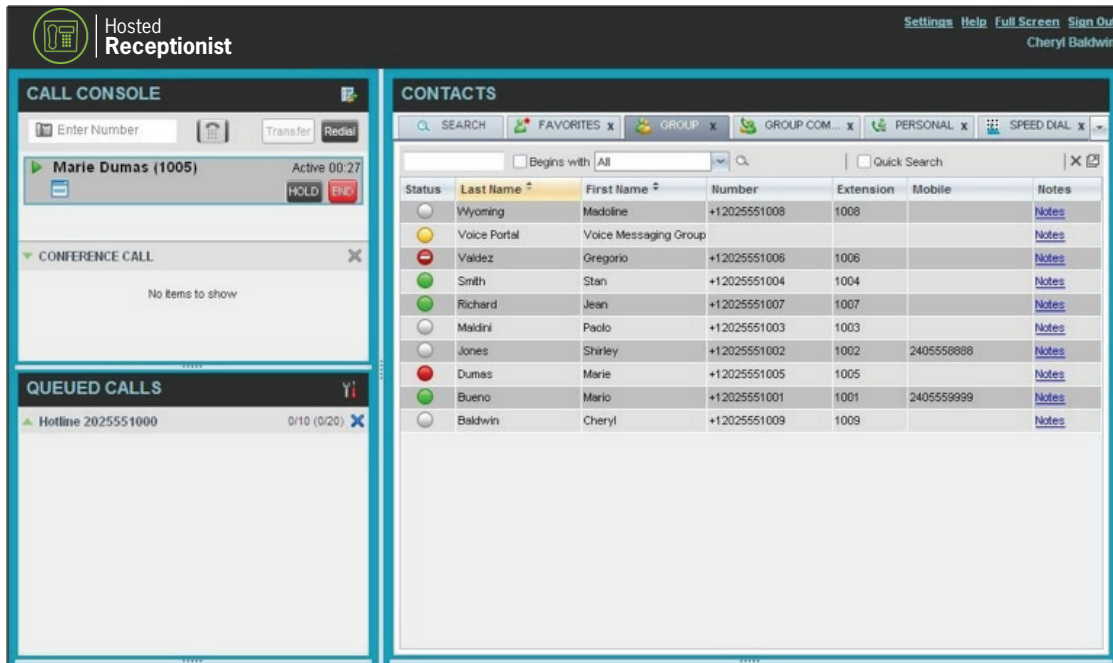 Hosted
Receptionist
Settings Help Full Screen Sign Out
Cheryl Baldwin
CALL CONSOLE
Enter Number Transfer Redial
Marie Dumas (1005) Active 00:27
HOLD END
CONFERENCE CALL
No items to show
QUEUED CALLS
Hotline 2025551000 0/10 (0/20)
CONTACTS
SEARCH FAVORITES x GROUP x GROUP COM... x PERSONAL x SPEED DIAL x
Begins with All Quick Search
Status Last Name First Name Number Extension Mobile Notes
Wyoming Madoline +12025551008 1008 Notes
Voice Portal Voice Messaging Group Notes
Valdez Gregorio +12025551006 1006 Notes
Smith Stan +12025551004 1004 Notes
Richard Jean +12025551007 1007 Notes
Maldini Paolo +12025551003 1003 Notes
Jones Shirley +12025551002 1002 2405558888 Notes
Dumas Marie +12025551005 1005 Notes
Bueno Mario +12025551001 1001 2405559999 Notes
Baldwin Cheryl +12025551009 1009 Notes